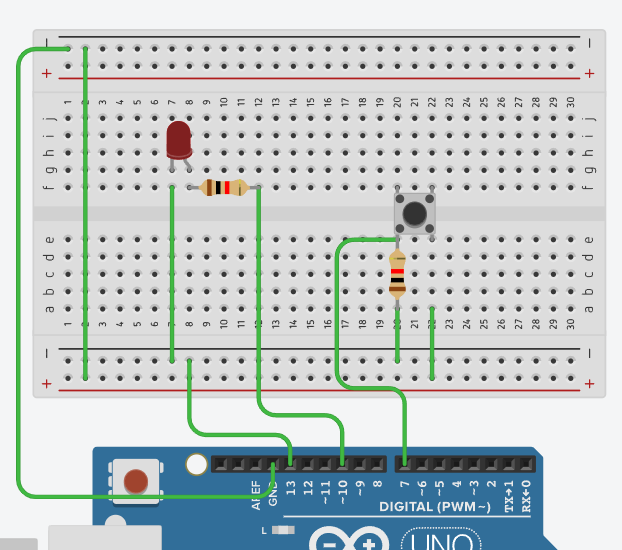 − −
+ +
1 2 3 4 5 6 7 8 9 10 11 12 13 14 15 16 17 18 19 20 21 22 23 24 25 26 27 28 29 30
j j
i i
h h
g g
f f
e e
d d
c c
b b
a a
1 2 3 4 5 6 7 8 9 10 11 12 13 14 15 16 17 18 19 20 21 22 23 24 25 26 27 28 29 30
− −
+ +
AREF GND 13 12 ~11 ~10 ~9 8 7 ~6 ~5 4 ~3 2 TX→1 RX←0
DIGITAL (PWM~)
L
UNO